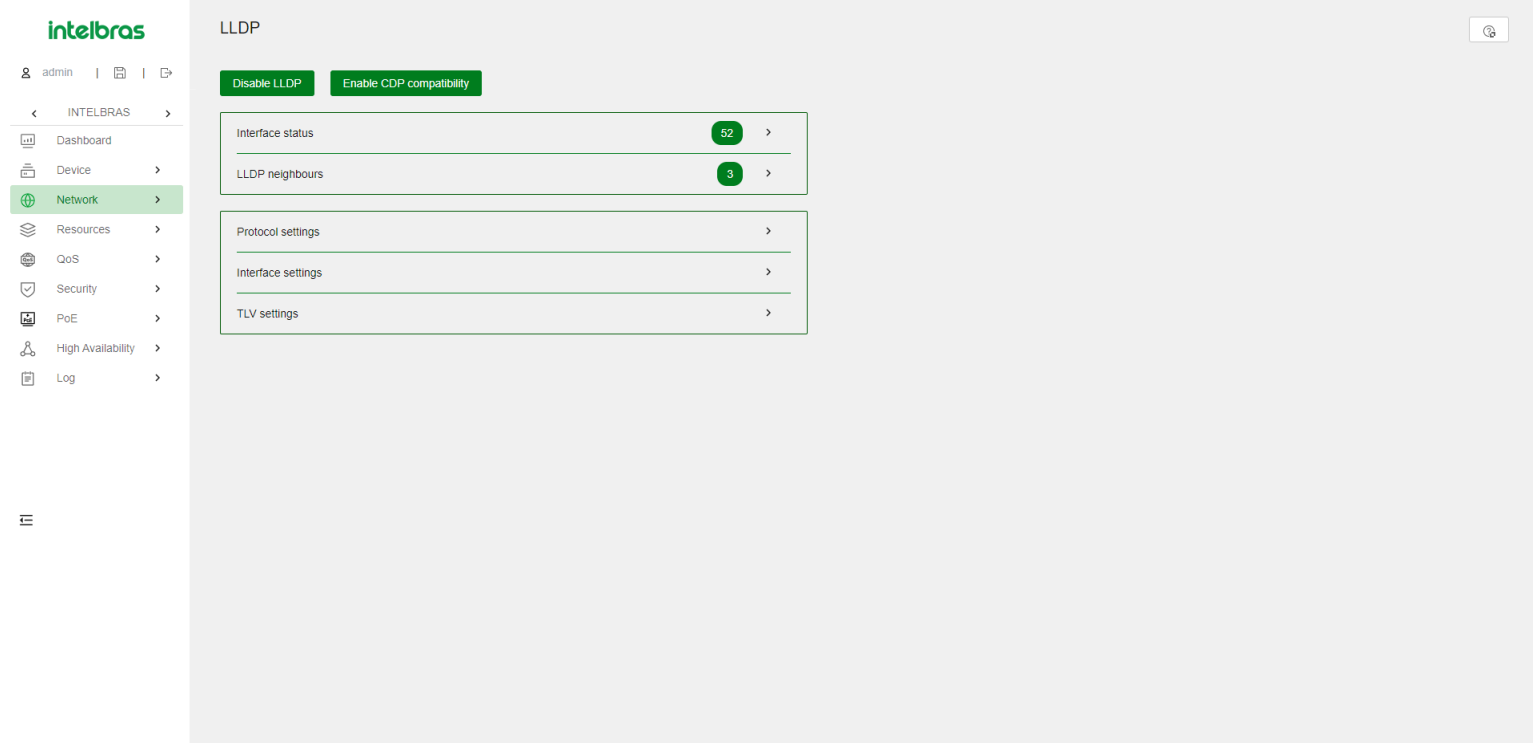 intelbras
admin | |
INTELBRAS
Dashboard
Device
Network
Resources
QoS
Security
PoE
High Availability
Log
LLDP
Disable LLDP
Enable CDP compatibility
Interface status 52
LLDP neighbours 3
Protocol settings
Interface settings
TLV settings